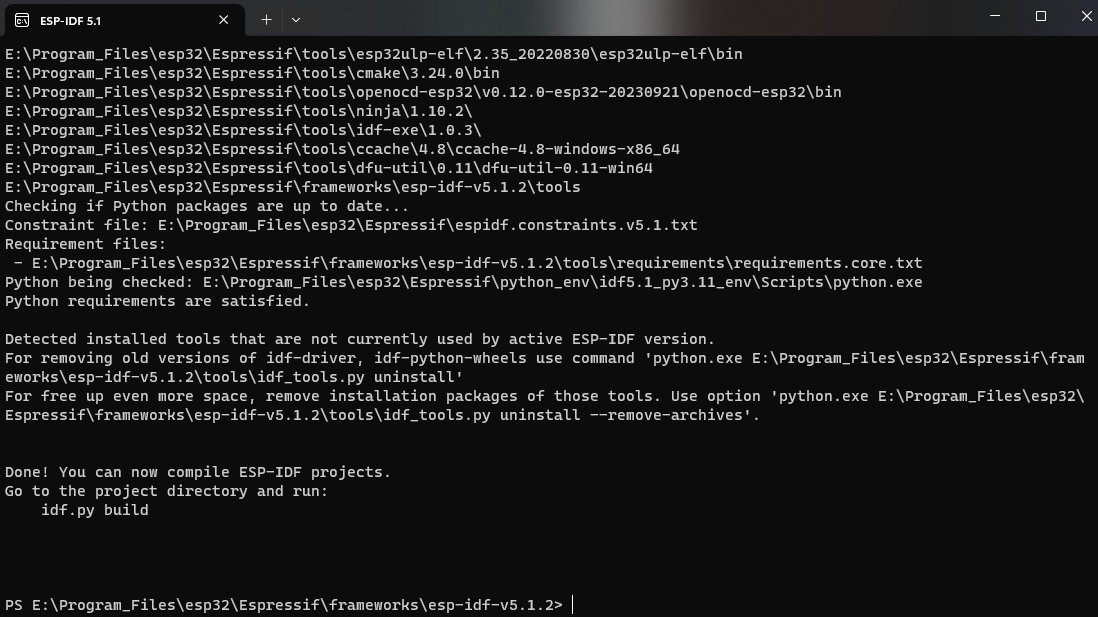 ESP-IDF 5.1
E:\Program_Files\esp32\Espressif\tools\esp32ulp-elf\2.35_20220830\esp32ulp-elf\bin
E:\Program_Files\esp32\Espressif\tools\cmake\3.24.0\bin
E:\Program_Files\esp32\Espressif\tools\openocd-esp32\v0.12.0-esp32-20230921\openocd-esp32\bin
E:\Program_Files\esp32\Espressif\tools\ninja\1.10.2\
E:\Program_Files\esp32\Espressif\tools\idf-exe\1.0.3\
E:\Program_Files\esp32\Espressif\tools\ccache\4.8\ccache-4.8-windows-x86_64
E:\Program_Files\esp32\Espressif\tools\dfu-util\0.11\dfu-util-0.11-win64
E:\Program_Files\esp32\Espressif\frameworks\esp-idf-v5.1.2\tools
Checking if Python packages are up to date...
Constraint file: E:\Program_Files\esp32\Espressif\espidf.constraints.v5.1.txt
Requirement files:
 - E:\Program_Files\esp32\Espressif\frameworks\esp-idf-v5.1.2\tools\requirements\requirements.core.txt
Python being checked: E:\Program_Files\esp32\Espressif\python_env\idf5.1_py3.11_env\Scripts\python.exe
Python requirements are satisfied.
Detected installed tools that are not currently used by active ESP-IDF version.
For removing old versions of idf-driver, idf-python-wheels use command 'python.exe E:\Program_Files\esp32\Espressif\fram
eworks\esp-idf-v5.1.2\tools\idf_tools.py uninstall'
For free up even more space, remove installation packages of those tools. Use option 'python.exe E:\Program_Files\esp32\
Espressif\frameworks\esp-idf-v5.1.2\tools\idf_tools.py uninstall --remove-archives'.
Done! You can now compile ESP-IDF projects.
Go to the project directory and run:
    idf.py build
PS E:\Program_Files\esp32\Espressif\frameworks\esp-idf-v5.1.2>